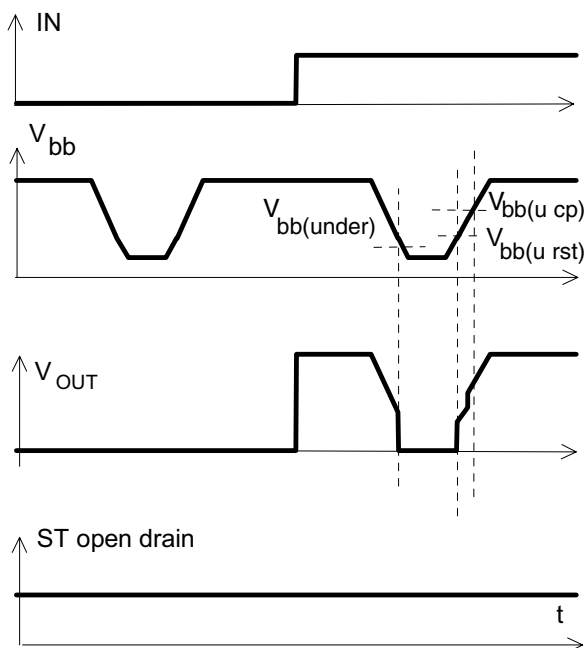 IN
V bb
V bb(under)
V bb(u cp)
V bb(u rst)
V OUT
ST open drain
t